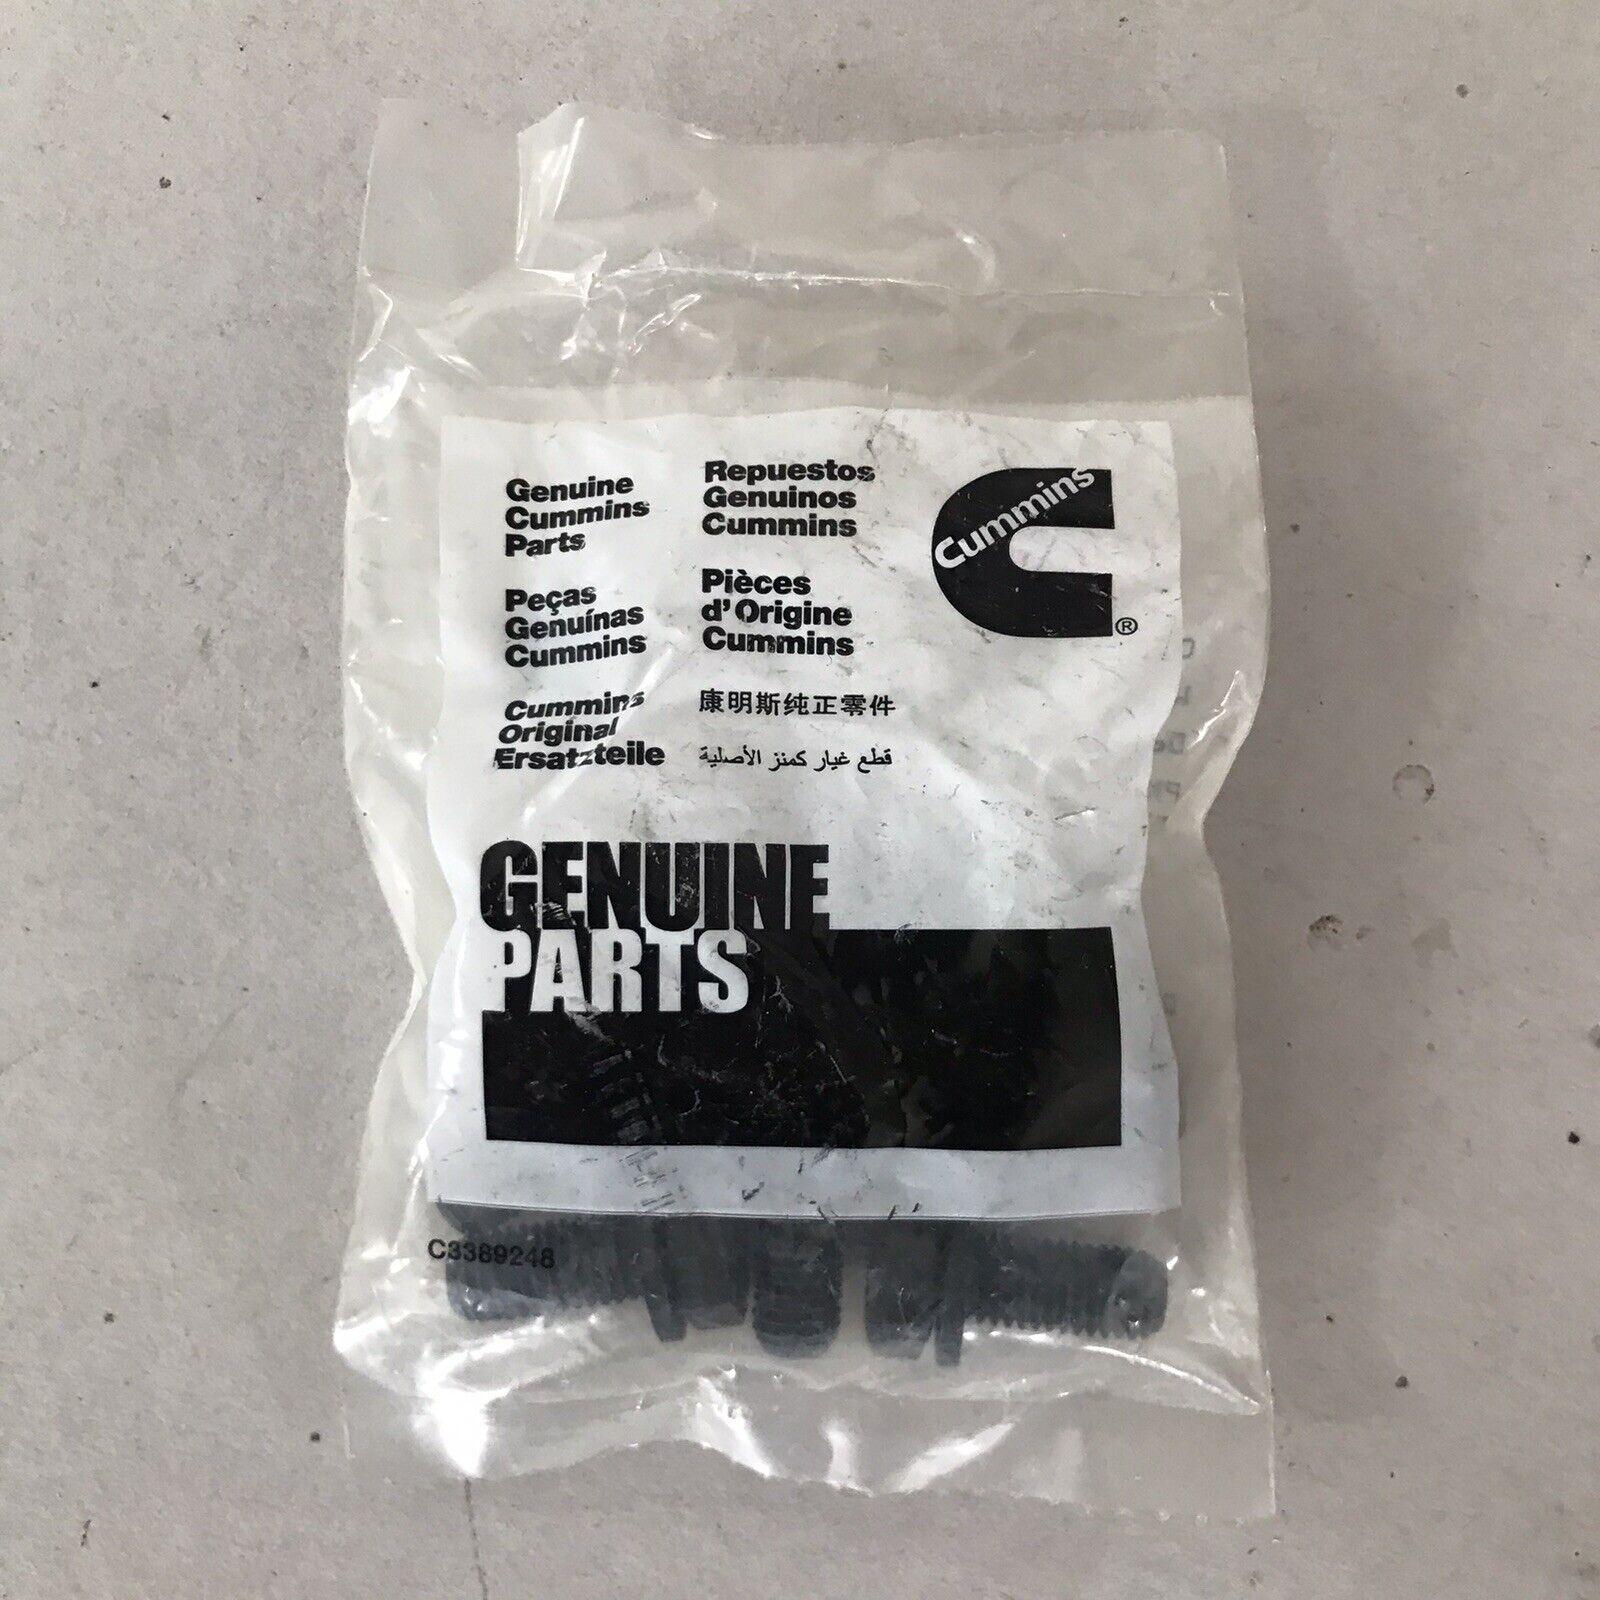 Genuine
Cummins
Parts
Repuestos
Genuinos
Cummins
Cummins
®
Peças
Genuínas
Cummins
Pièces
d'Origine
Cummins
Cummins
Original
Ersatzteile
康明斯纯正零件
قطع غيار كمنز الأصلية
GENUINE
PARTS
C3389248